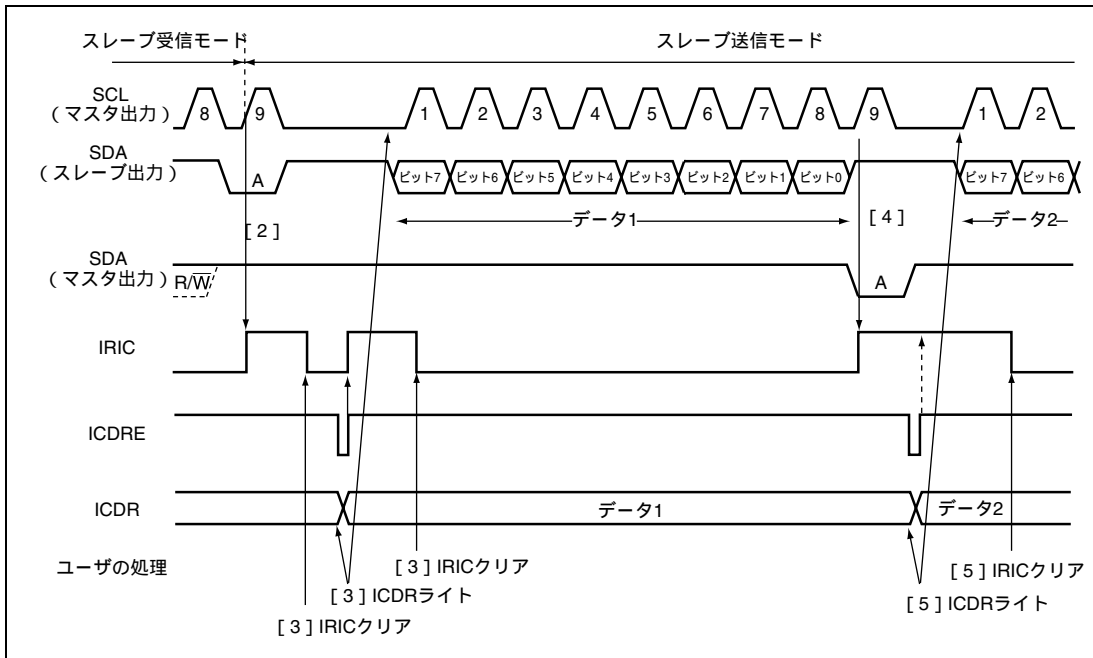 スレーブ受信モード
スレーブ送信モード
SCL
(マスタ出力)
8 9 1 2 3 4 5 6 7 8 9 1 2
SDA
(スレーブ出力)
A ビット7 ビット6 ビット5 ビット4 ビット3 ビット2 ビット1 ビット0 ビット7 ビット6
[ 2 ] データ1 [ 4 ] データ2
SDA
(マスタ出力)
R/W̅ A
IRIC
ICDRE
ICDR
データ1 データ2
ユーザの処理
[ 3 ] IRICクリア
[ 3 ] ICDRライト
[ 3 ] IRICクリア
[ 5 ] IRICクリア
[ 5 ] ICDRライト